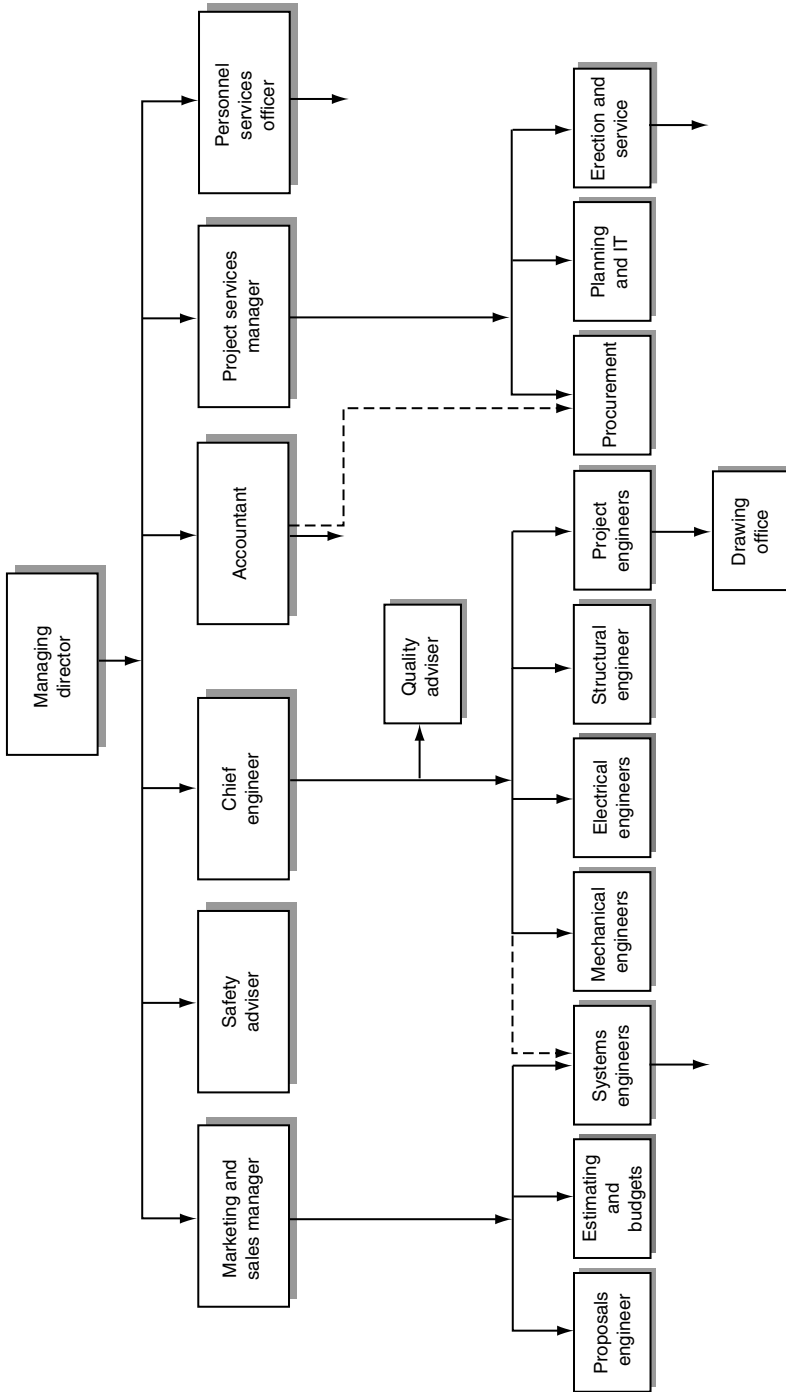 Managing
director
Marketing and
sales manager
Safety
adviser
Chief
engineer
Accountant
Project services
manager
Personnel
services
officer
Quality
adviser
Proposals
engineer
Estimating
and
budgets
Systems
engineers
Mechanical
engineers
Electrical
engineers
Structural
engineer
Project
engineers
Procurement
Planning
and IT
Erection and
service
Drawing
office